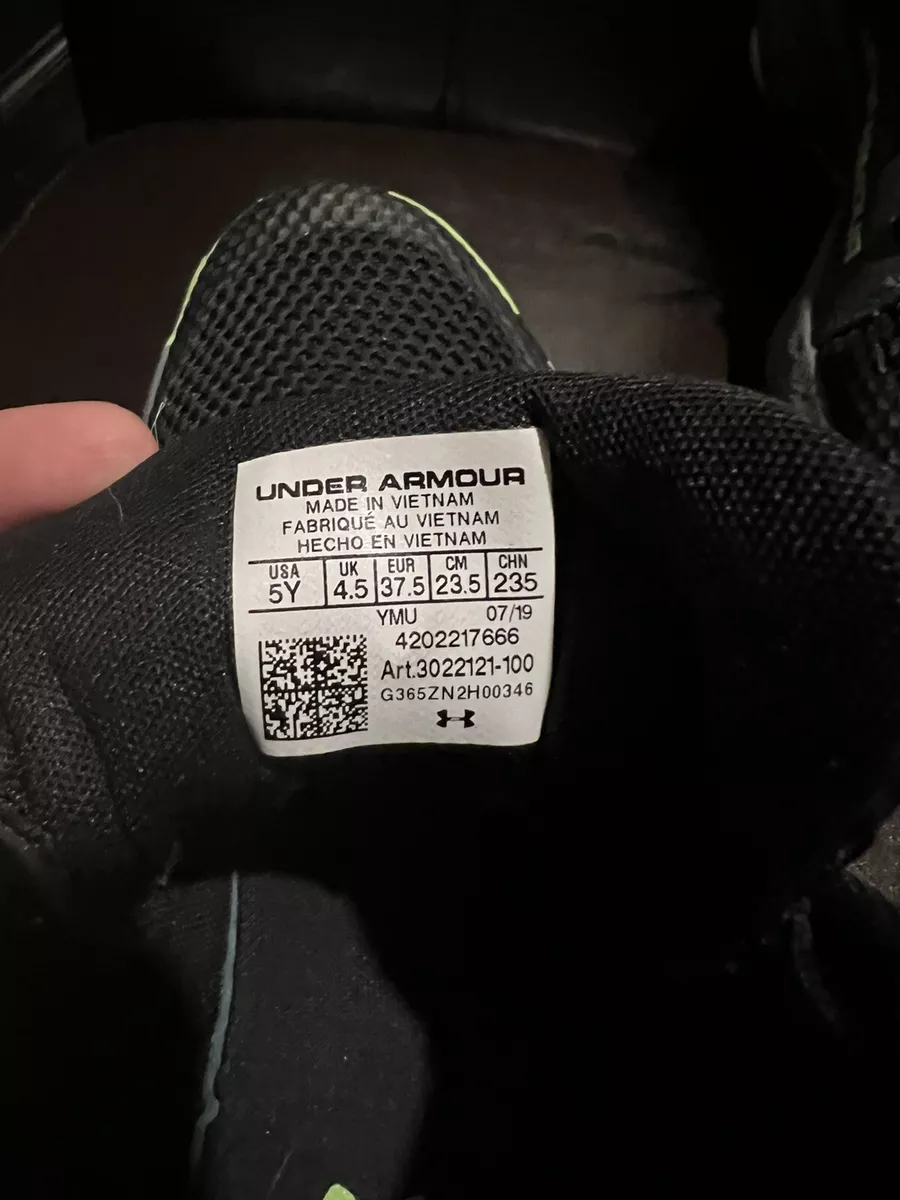 UNDER ARMOUR
MADE IN VIETNAM
FABRIQUÉ AU VIETNAM
HECHO EN VIETNAM
USA UK EUR CM CHN
5Y 4.5 37.5 23.5 235
YMU 07/19
4202217666
Art.3022121-100
G365ZN2H00346